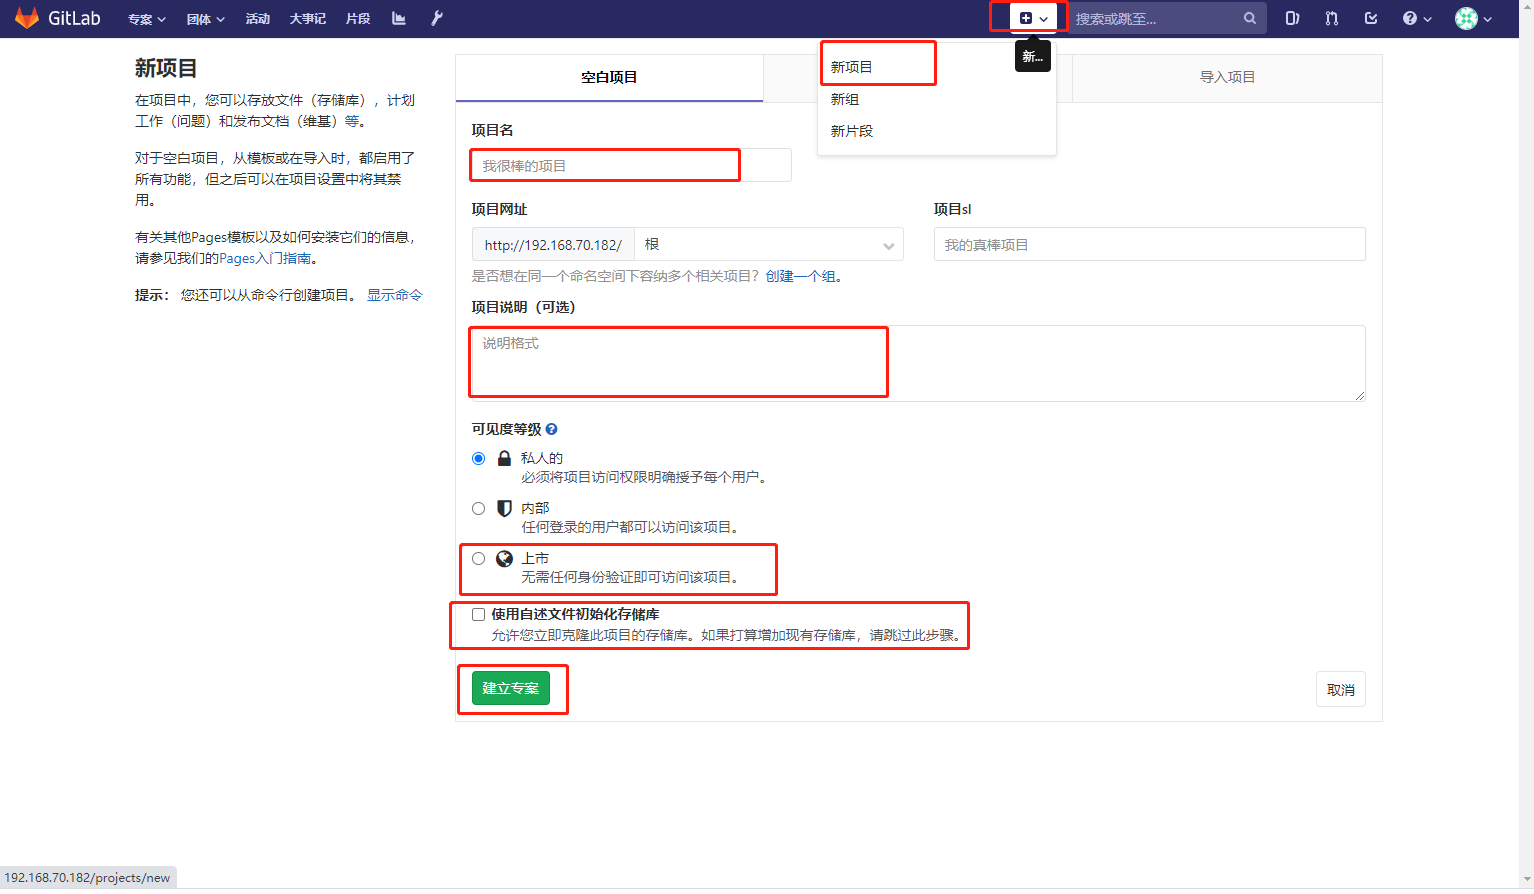 GitLab 专案 团体 活动 大事记 片段 搜索或跳至...
新...
新项目
新组
新片段
新项目
在项目中，您可以存放文件（存储库），计划
工作（问题）和发布文档（维基）等。
对于空白项目，从模板或在导入时，都启用了
所有功能，但之后可以在项目设置中将其禁
用。
有关其他Pages模板以及如何安装它们的信息，
请参见我们的Pages入门指南。
提示： 您还可以从命令行创建项目。 显示命令
空白项目
导入项目
项目名
我很棒的项目
项目网址
项目sl
http://192.168.70.182/ 根
我的真棒项目
是否想在同一个命名空间下容纳多个相关项目？创建一个组。
项目说明（可选）
说明格式
可见度等级
私人的
必须将项目访问权限明确授予每个用户。
内部
任何登录的用户都可以访问该项目。
上市
无需任何身份验证即可访问该项目。
使用自述文件初始化存储库
允许您立即克隆此项目的存储库。如果打算增加现有存储库，请跳过此步骤。
建立专案
取消
192.168.70.182/projects/new